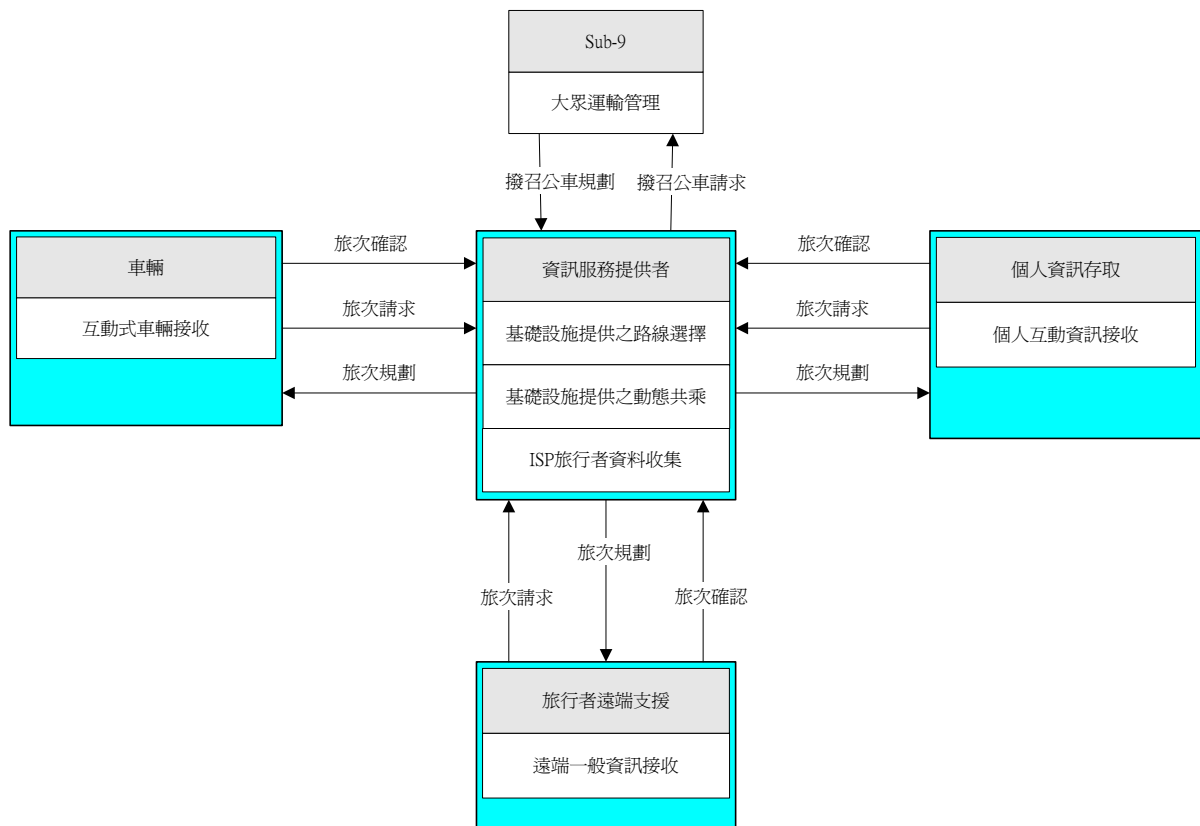 Sub-9
大眾運輸管理
撥召公車規劃
撥召公車請求
車輛
互動式車輛接收
旅次確認
旅次請求
旅次規劃
資訊服務提供者
基礎設施提供之路線選擇
基礎設施提供之動態共乘
ISP旅行者資料收集
旅次確認
旅次請求
旅次規劃
個人資訊存取
個人互動資訊接收
旅次請求
旅次規劃
旅次確認
旅行者遠端支援
遠端一般資訊接收